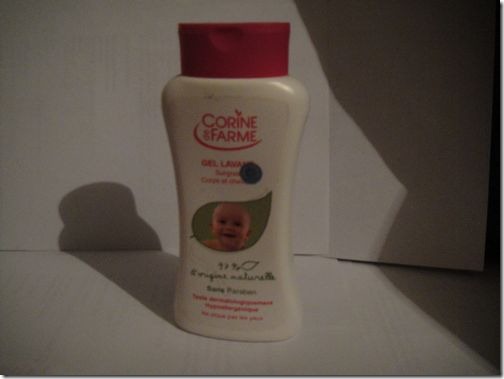 CORINE
DE FARME
GEL LAVANT
Surgras
Corps et
97 %
d'origine naturelle
Sans Paraben
Testé dermatologiquement
Hypoallergénique
Ne pique pas les yeux